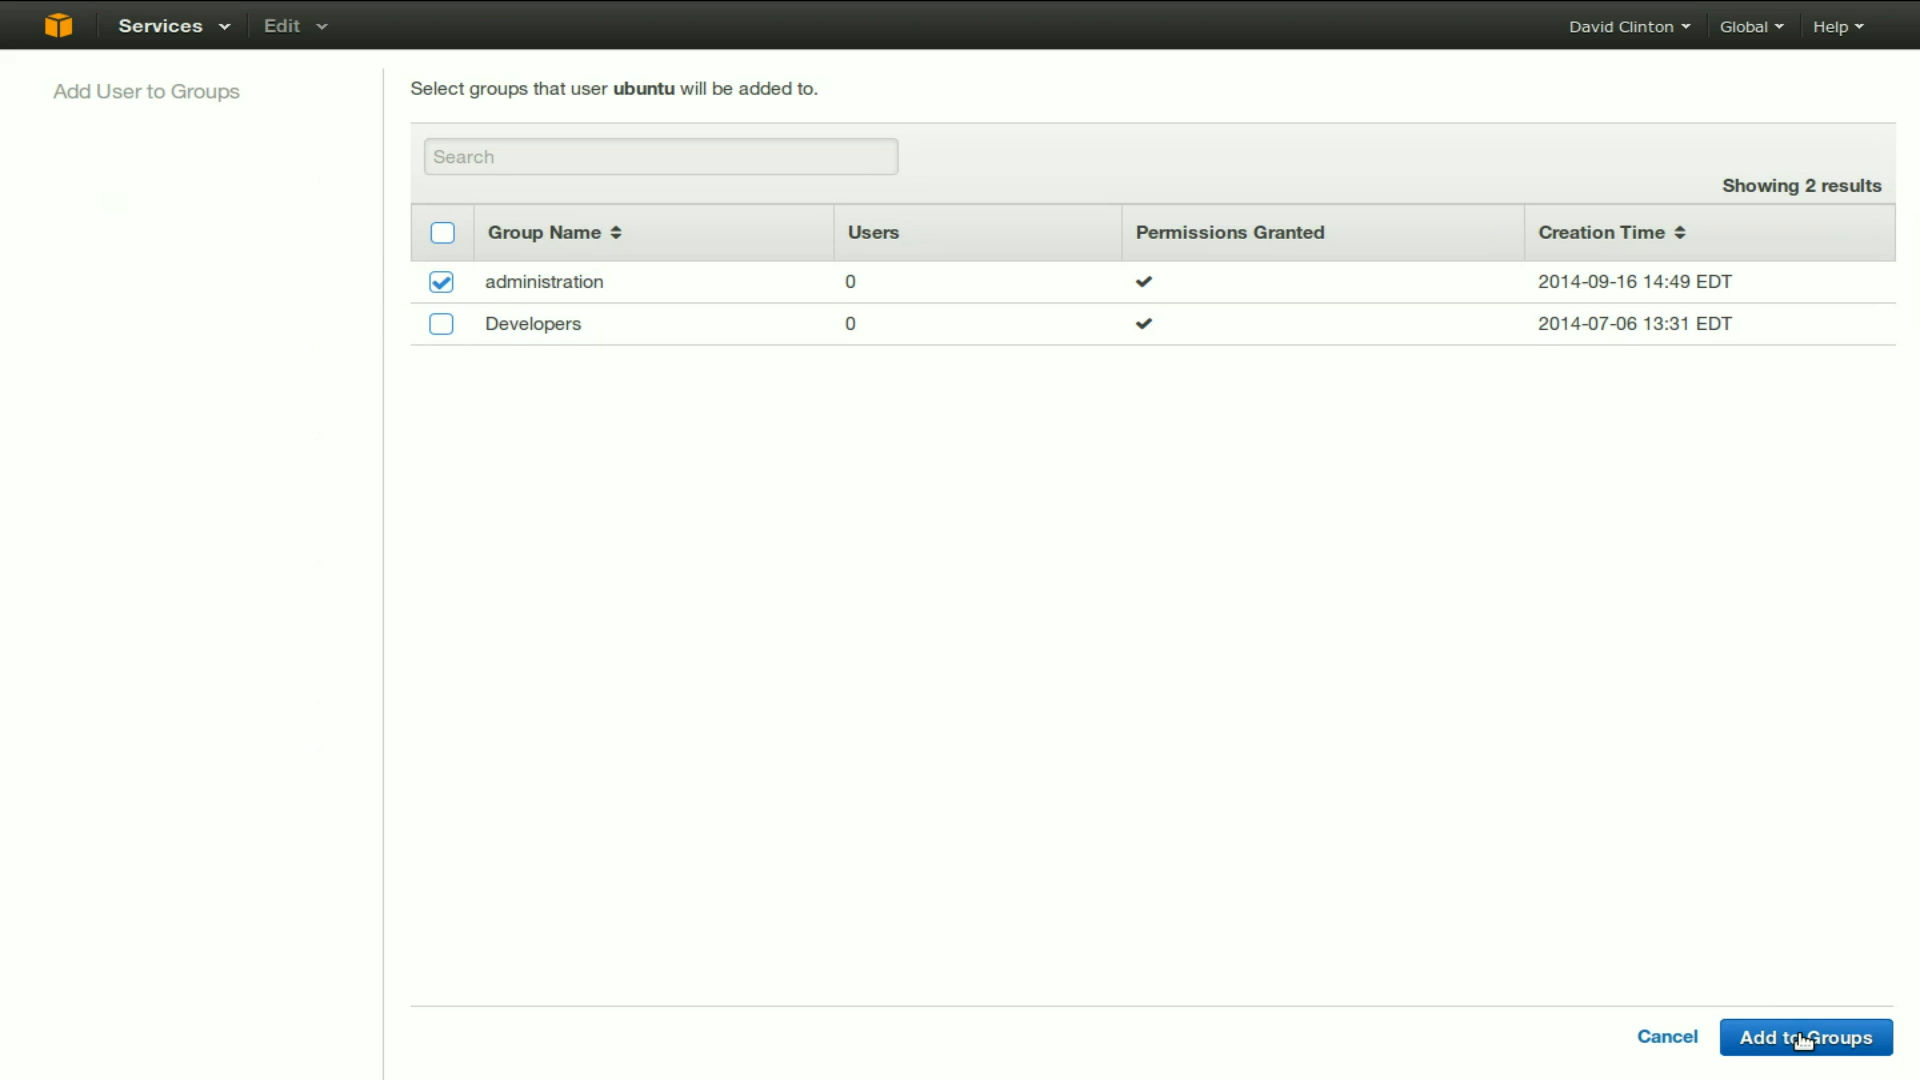 Services Edit David Clinton Global Help
Add User to Groups
Select groups that user ubuntu will be added to.
Search
Showing 2 results
Group Name Users Permissions Granted Creation Time
administration 0 2014-09-16 14:49 EDT
Developers 0 2014-07-06 13:31 EDT
Cancel Add to Groups